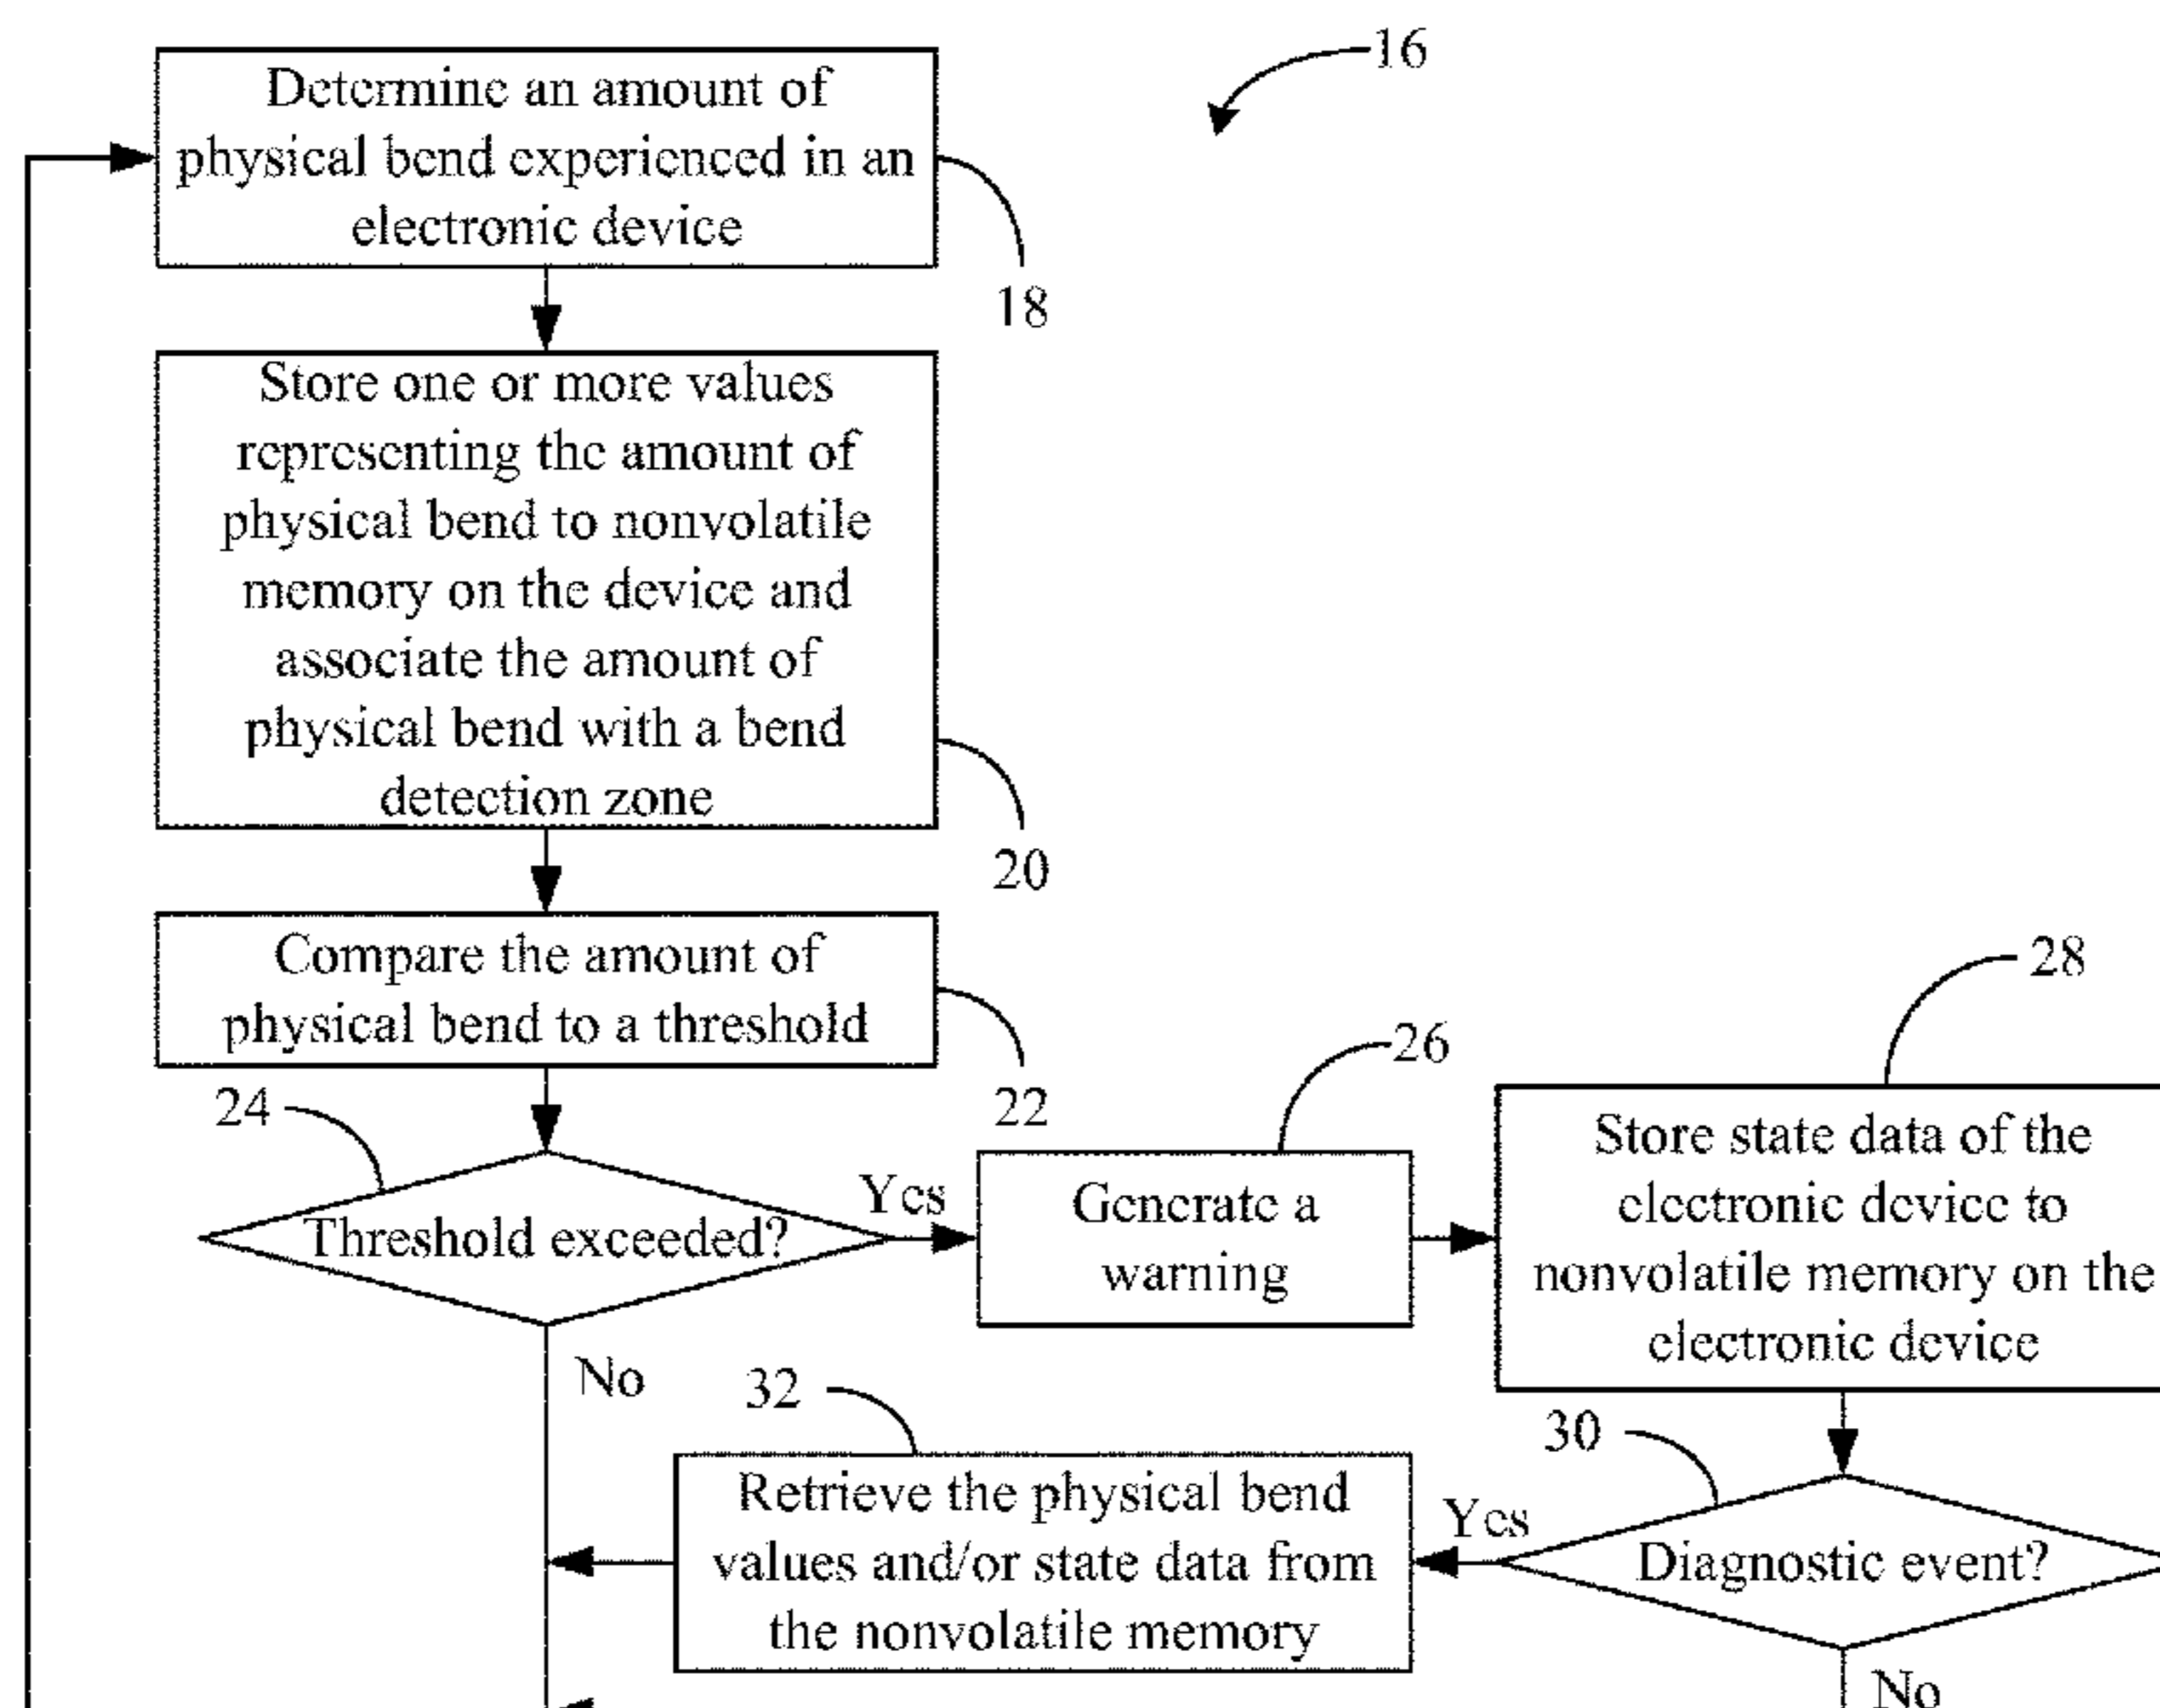 16
Determine an amount of
physical bend experienced in an
electronic device
18
Store one or more values
representing the amount of
physical bend to nonvolatile
memory on the device and
associate the amount of
physical bend with a bend
detection zone
20
Compare the amount of
physical bend to a threshold
22
24
Threshold exceeded?
Yes
No
26
Generate a
warning
28
Store state data of the
electronic device to
nonvolatile memory on the
electronic device
30
Diagnostic event?
Yes
No
32
Retrieve the physical bend
values and/or state data from
the nonvolatile memory